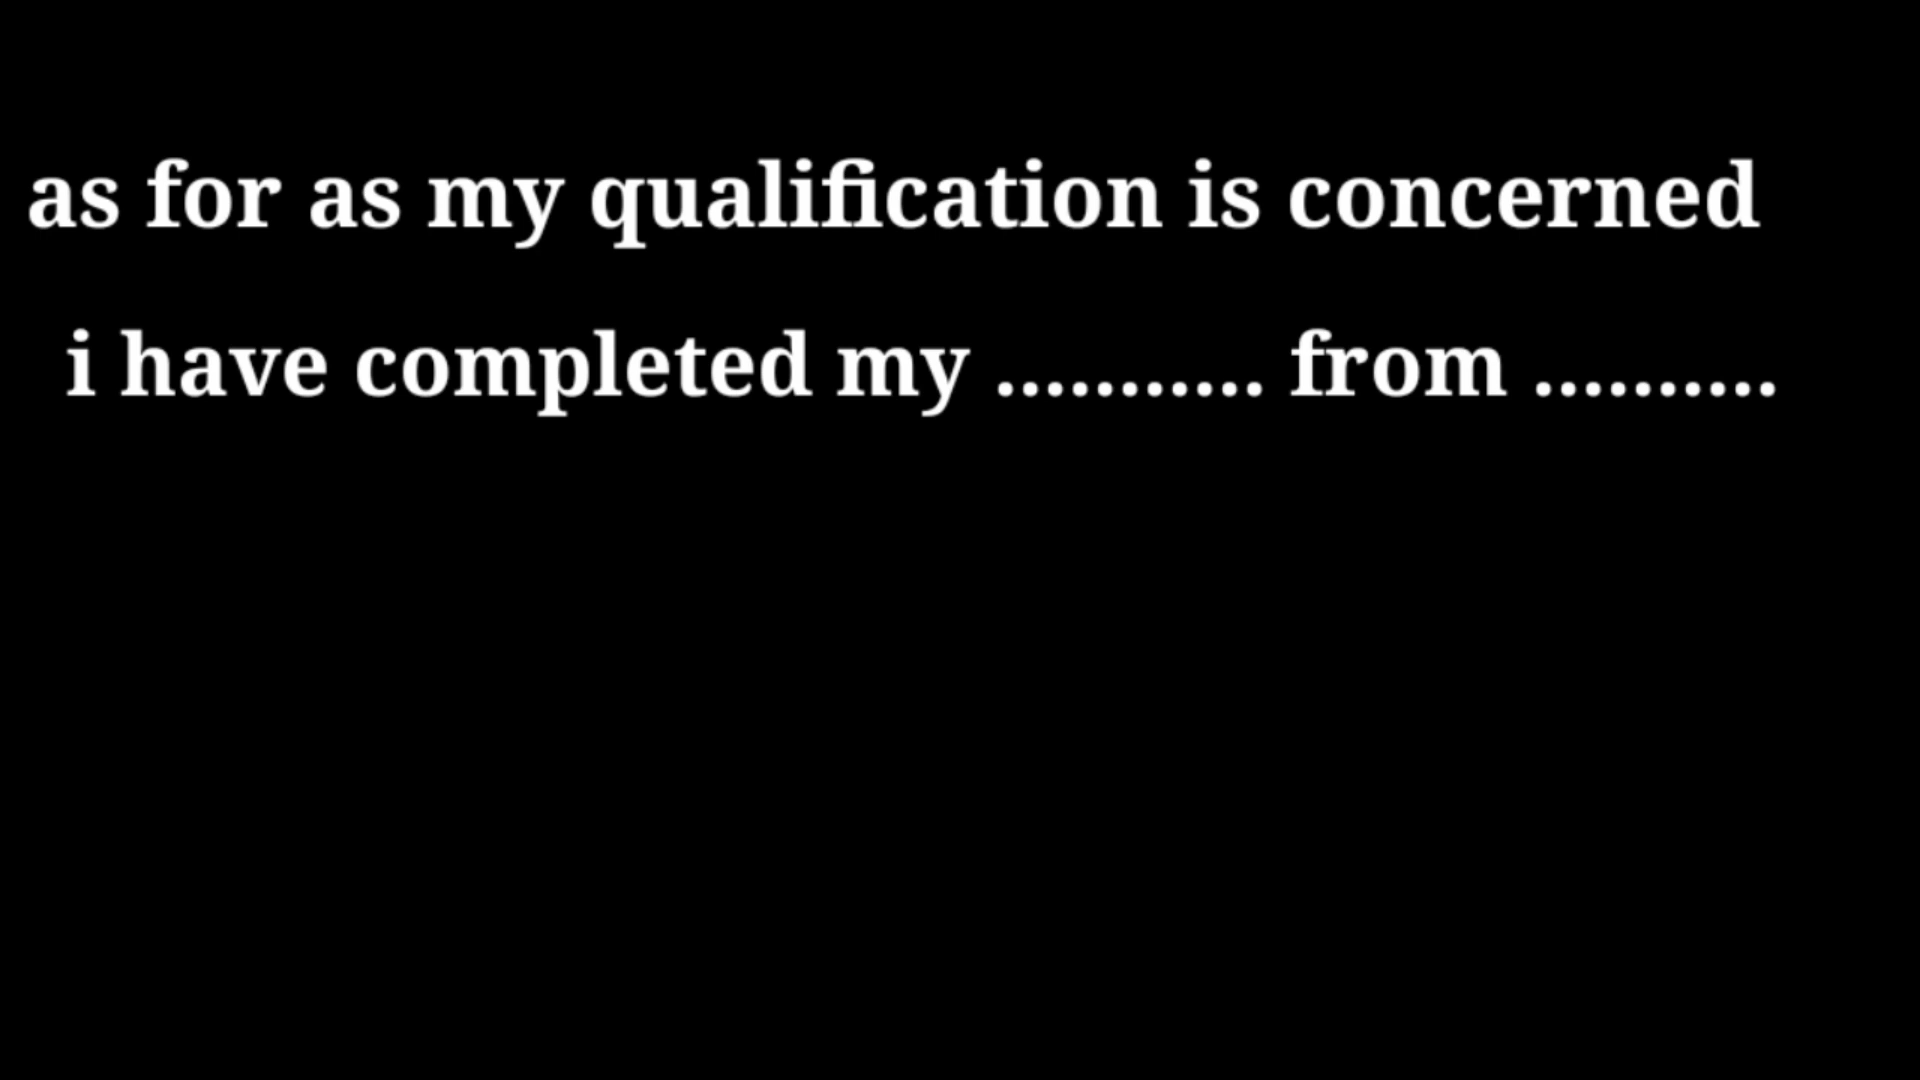 as for as my qualification is concerned
i have completed my ........... from ..........